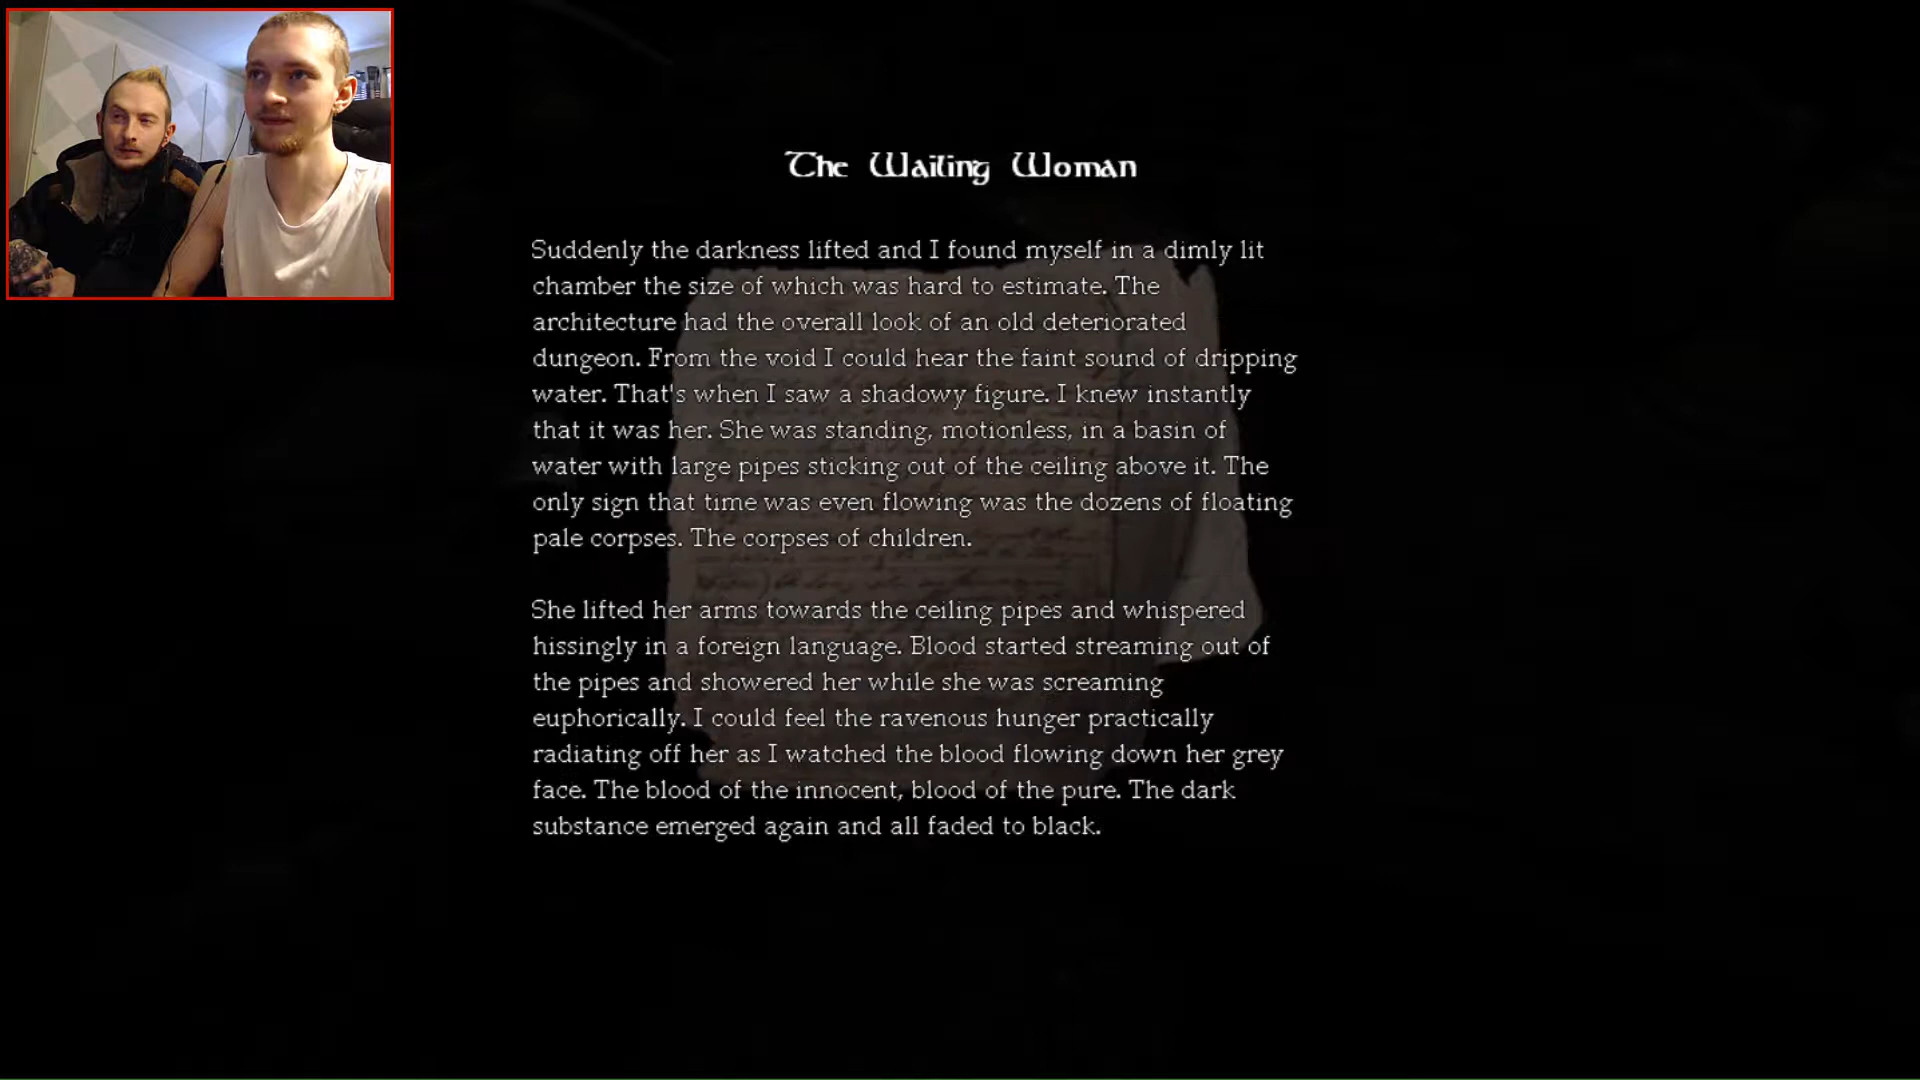 The Wailing Woman
Suddenly the darkness lifted and I found myself in a dimly lit
chamber the size of which was hard to estimate. The
architecture had the overall look of an old deteriorated
dungeon. From the void I could hear the faint sound of dripping
water. That's when I saw a shadowy figure. I knew instantly
that it was her. She was standing, motionless, in a basin of
water with large pipes sticking out of the ceiling above it. The
only sign that time was even flowing was the dozens of floating
pale corpses. The corpses of children.
She lifted her arms towards the ceiling pipes and whispered
hissingly in a foreign language. Blood started streaming out of
the pipes and showered her while she was screaming
euphorically. I could feel the ravenous hunger practically
radiating off her as I watched the blood flowing down her grey
face. The blood of the innocent, blood of the pure. The dark
substance emerged again and all faded to black.